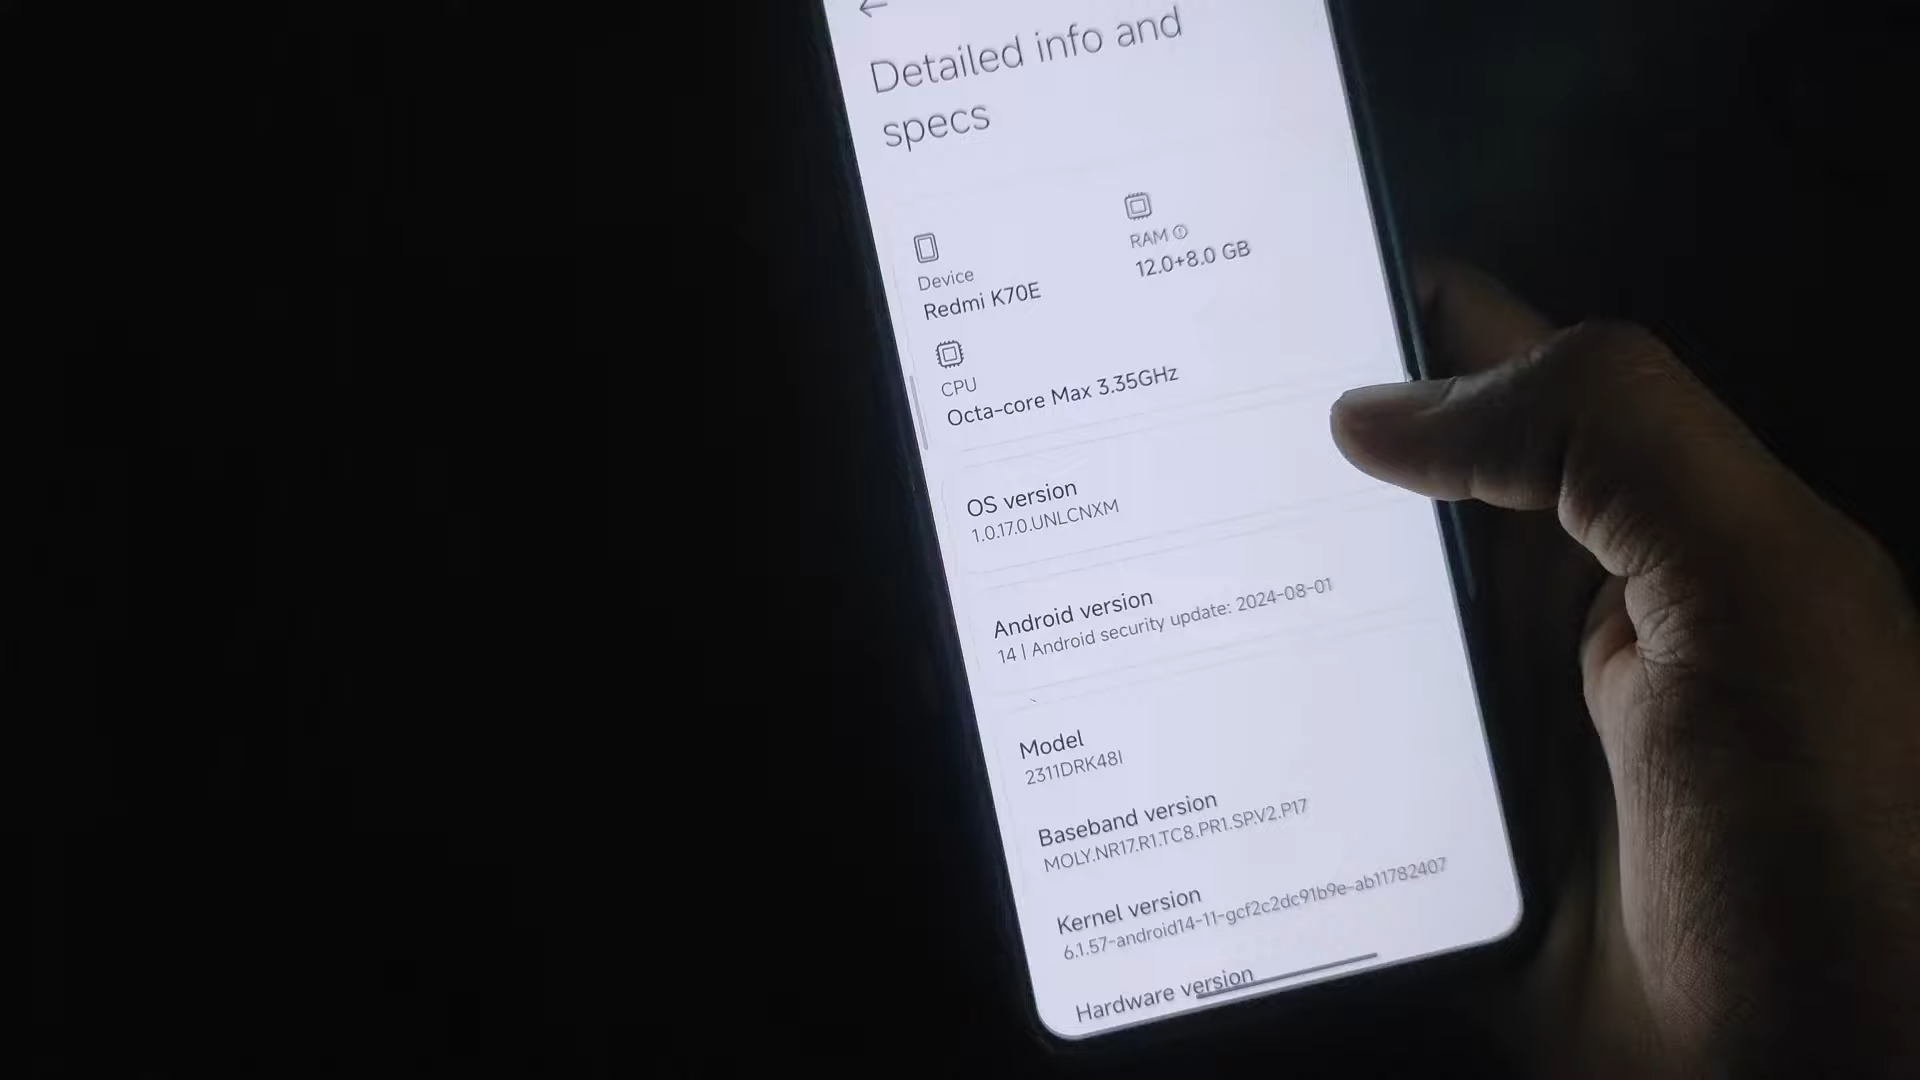 Detailed info and
specs
Device
Redmi K70E
RAM
12.0+8.0 GB
CPU
Octa-core Max 3.35GHz
OS version
1.0.17.0.UNLCNXM
Android version
14 | Android security update: 2024-08-01
Model
2311DRK48I
Baseband version
MOLY.NR17.R1.TC8.PR1.SP.V2.P17
Kernel version
6.1.57-android14-11-gcf2c2dc91b9e-ab11782407
Hardware version